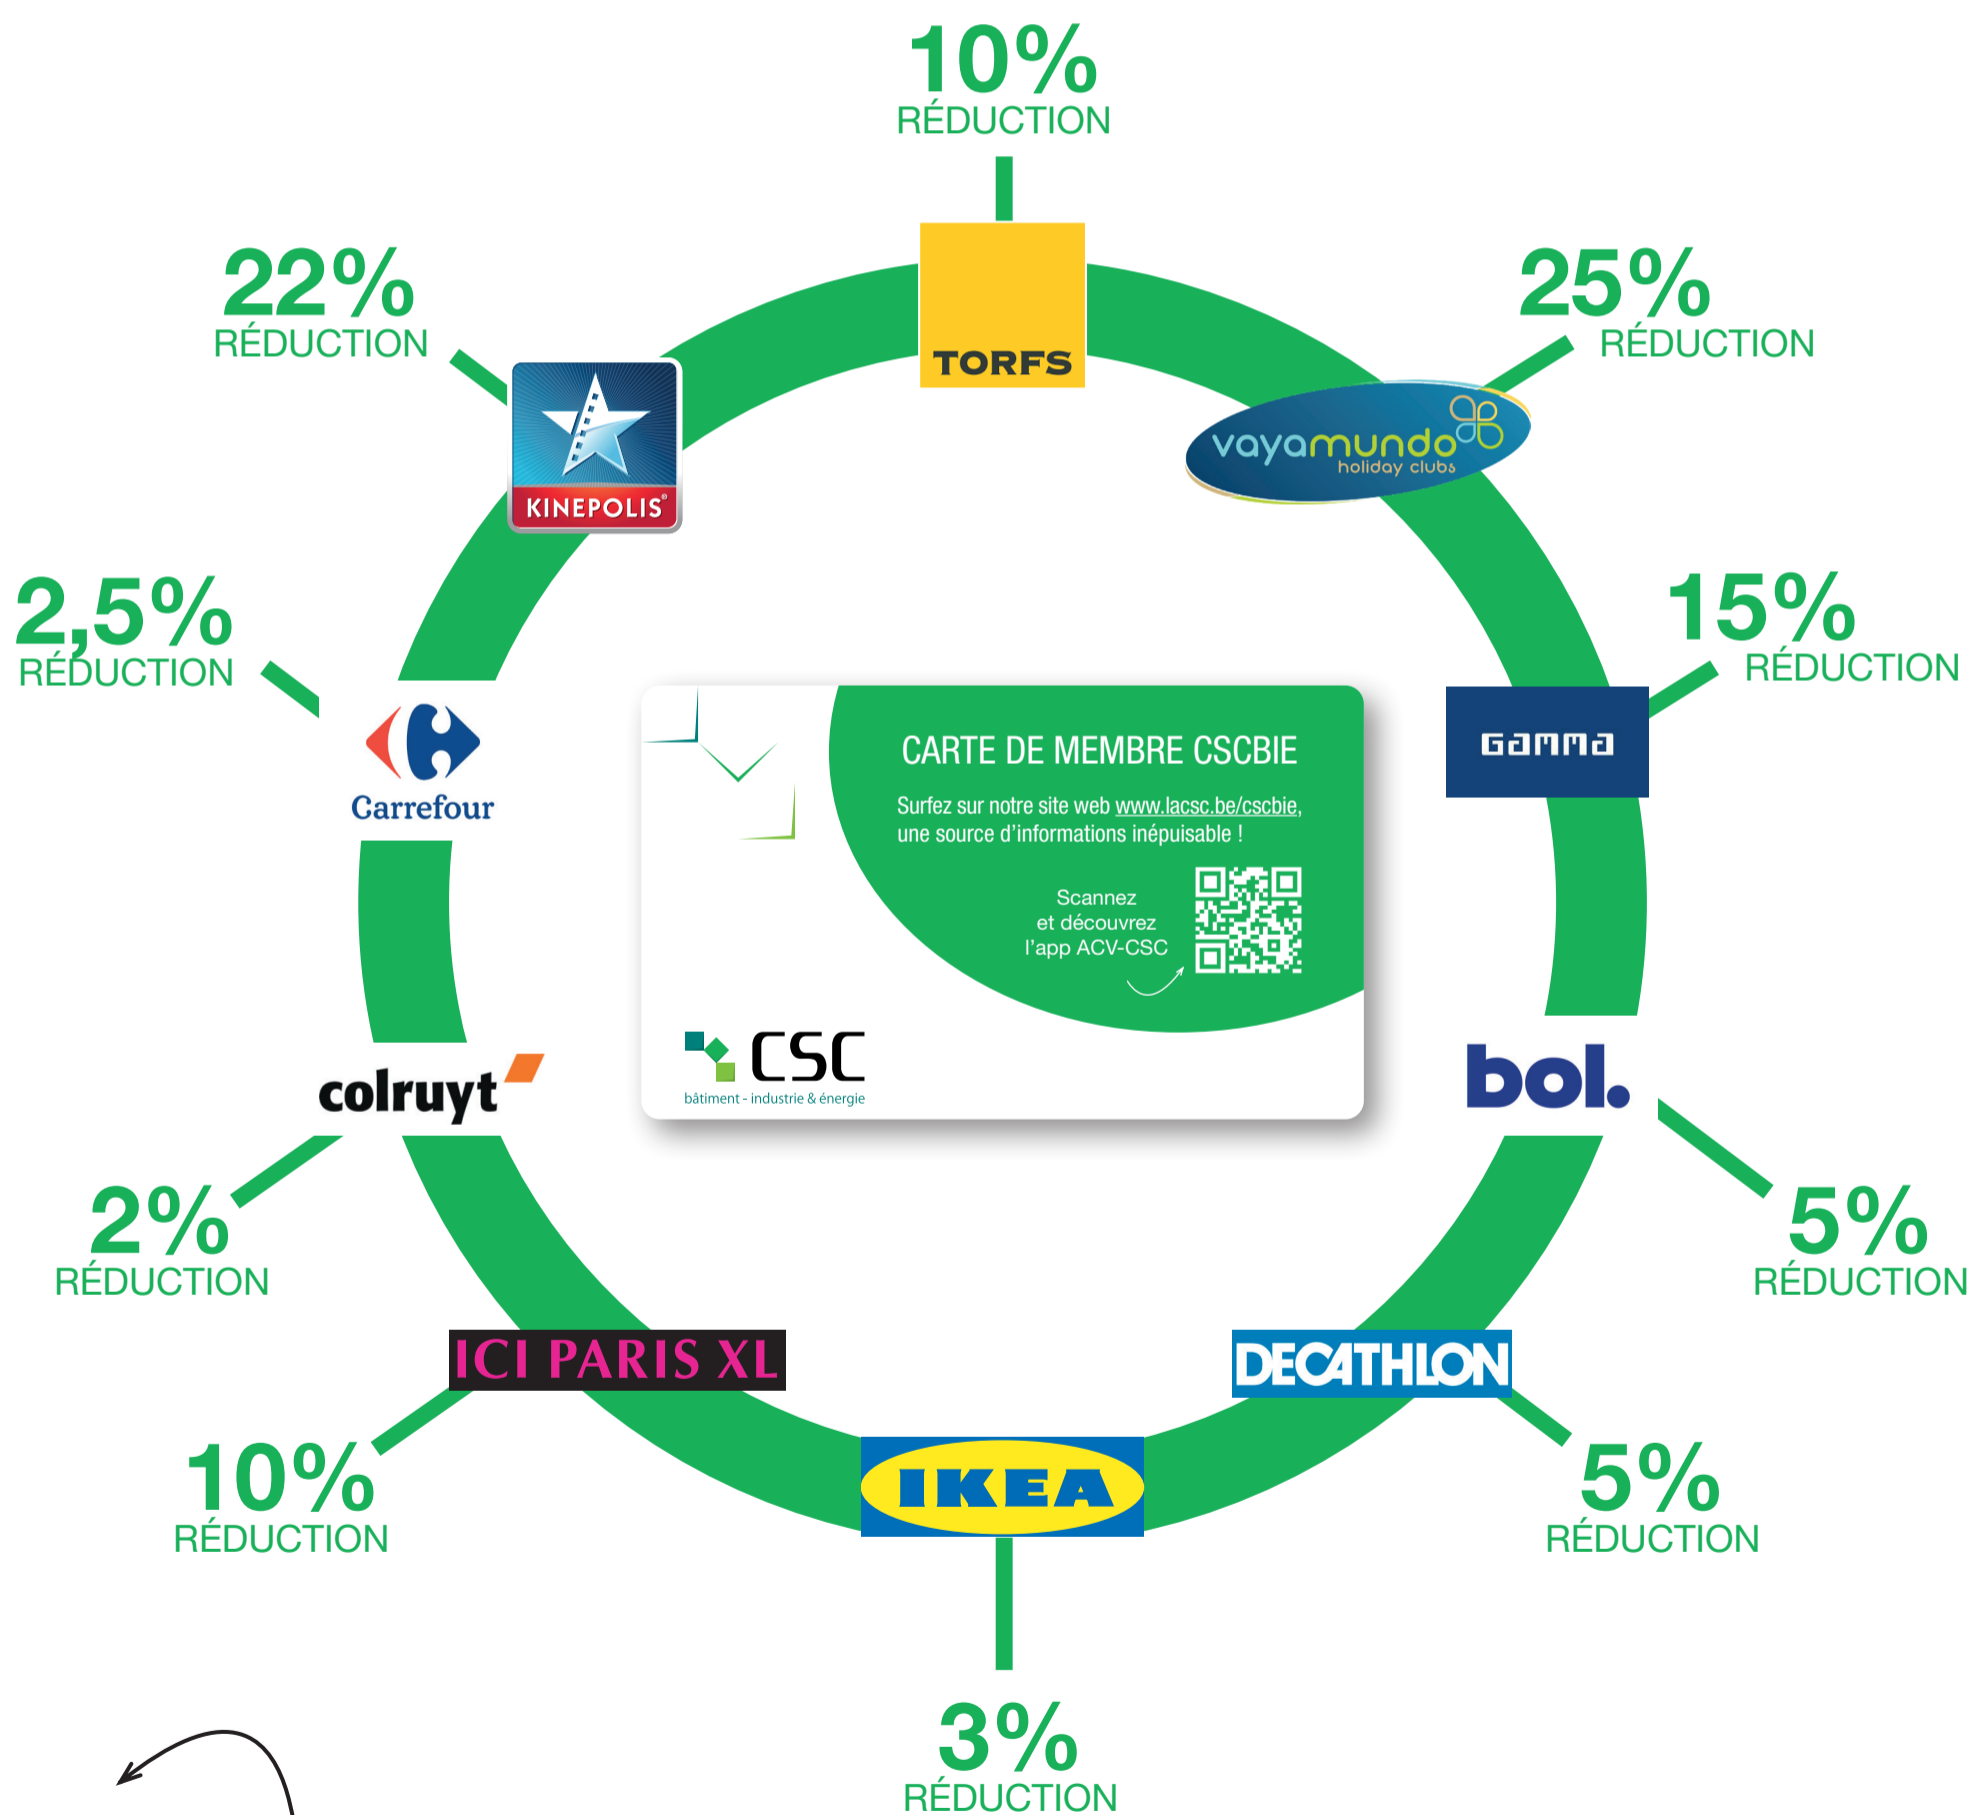 10%
RÉDUCTION
22%
RÉDUCTION
25%
RÉDUCTION
TORFS
vayamundo
holiday clubs
KINEPOLIS®
2,5%
RÉDUCTION
15%
RÉDUCTION
Carrefour
GAMMA
CARTE DE MEMBRE CSCBIE
Surfez sur notre site web www.lacsc.be/cscbie,
une source d'informations inépuisable !
Scannez
et découvrez
l'app ACV-CSC
CSC
bâtiment - industrie & énergie
colruyt
bol.
2%
RÉDUCTION
5%
RÉDUCTION
ICI PARIS XL
DECATHLON
10%
RÉDUCTION
IKEA
5%
RÉDUCTION
3%
RÉDUCTION